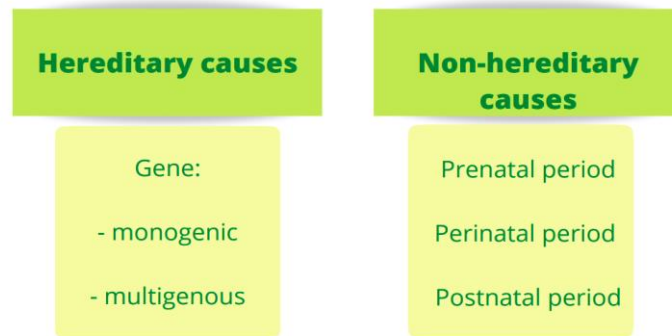 Hereditary causes
Gene:
- monogenic
- multigenous
Non-hereditary
causes
Prenatal period
Perinatal period
Postnatal period